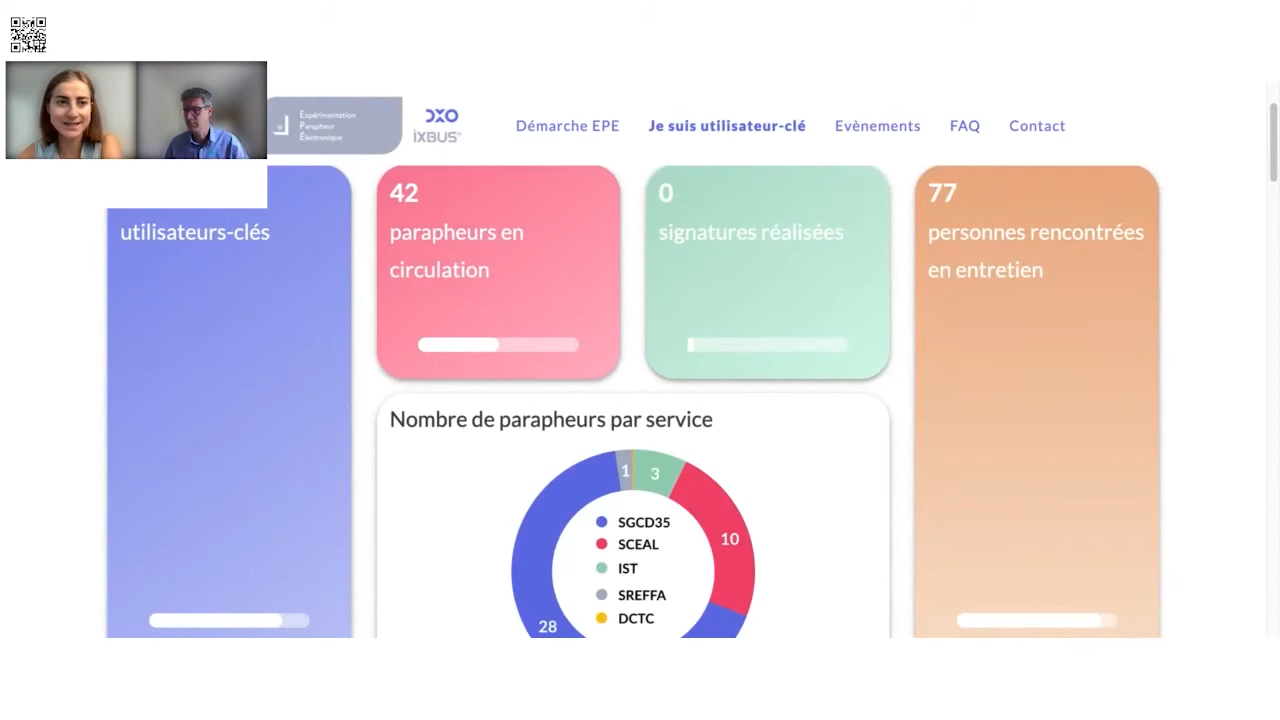 Expérimentation
Parapheur
Électronique
iXBUS®
Démarche EPE
Je suis utilisateur-clé
Evènements
FAQ
Contact
utilisateurs-clés
42
parapheurs en
circulation
0
signatures réalisées
77
personnes rencontrées
en entretien
Nombre de parapheurs par service
1
3
10
28
SGCD35
SCEAL
IST
SREFFA
DCTC